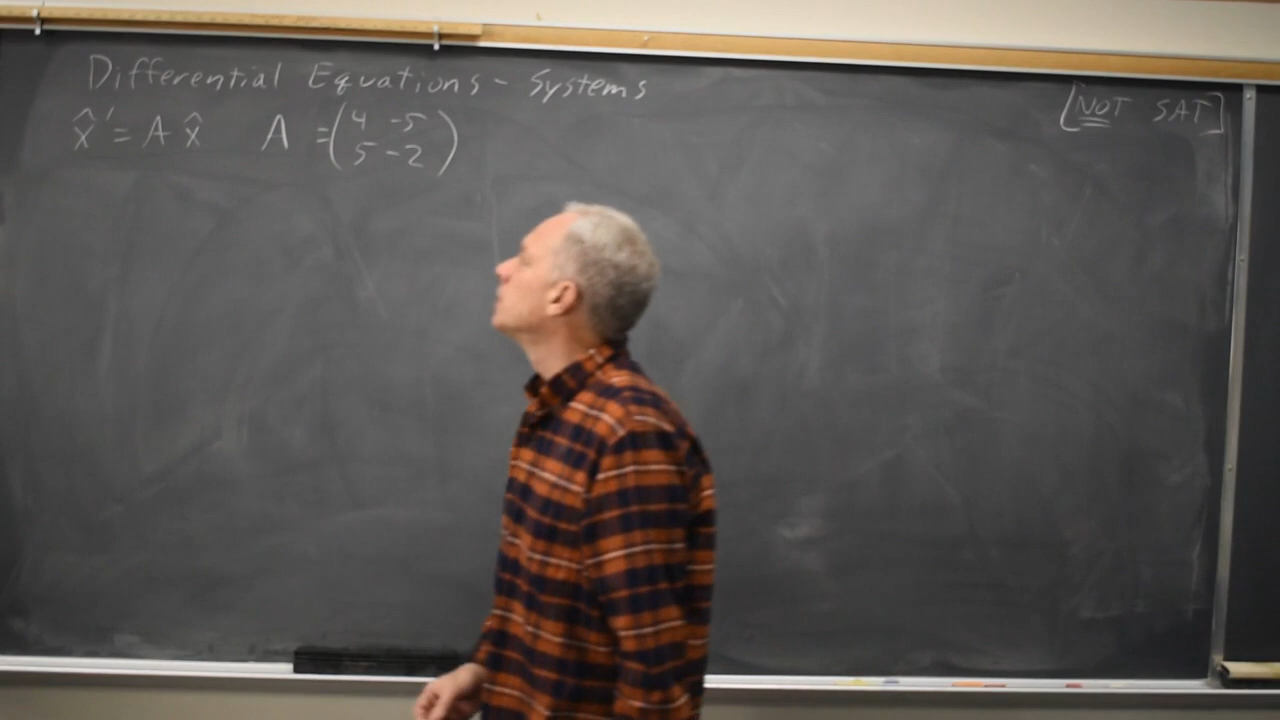 Differential Equations - Systems
[NOT SAT]
x̂' = A x̂ A = (4 -5
5 -2)